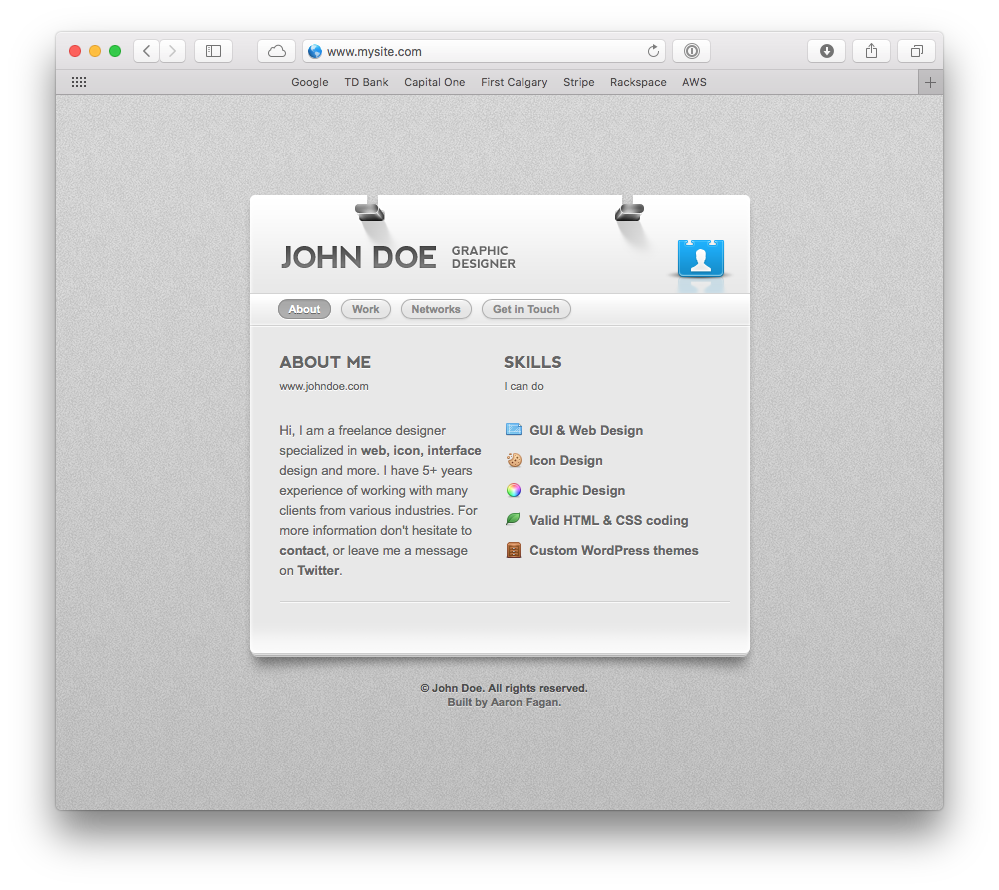 www.mysite.com
Google TD Bank Capital One First Calgary Stripe Rackspace AWS
JOHN DOE
GRAPHIC
DESIGNER
About Work Networks Get in Touch
ABOUT ME
www.johndoe.com
Hi, I am a freelance designer
specialized in web, icon, interface
design and more. I have 5+ years
experience of working with many
clients from various industries. For
more information don't hesitate to
contact, or leave me a message
on Twitter.
SKILLS
I can do
GUI & Web Design
Icon Design
Graphic Design
Valid HTML & CSS coding
Custom WordPress themes
© John Doe. All rights reserved.
Built by Aaron Fagan.